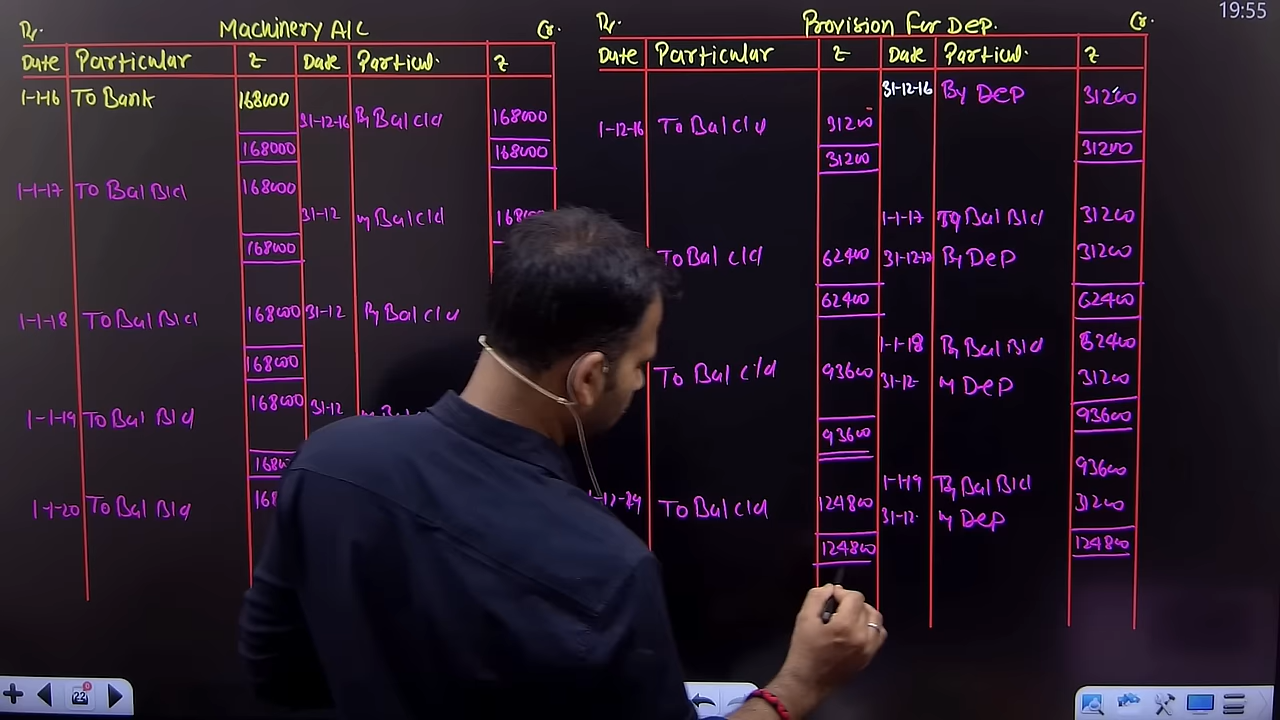 19:55
Dr. Machinery A/C Cr.
Date Particular ₹ Date Particul. ₹
1-1-16 To Bank 168000
31-12-16 By Bal c/d 168000
168000 168000
1-1-17 To Bal B/d 168000
31-12 By Bal c/d 168000
168000
1-1-18 To Bal B/d 168000 31-12 By Bal c/d
168000
1-1-19 To Bal B/d 168000 31-12
168
1-1-20 To Bal B/d 168
Dr. Provision for Dep. Cr.
Date Particular ₹ Date Particul. ₹
31-12-16 By Dep 31200
1-12-16 To Bal c/d 31200
31200 31200
1-1-17 By Bal B/d 31200
To Bal c/d 62400 31-12-17 By Dep 31200
62400 62400
1-1-18 By Bal B/d 62400
To Bal c/d 93600 31-12- By Dep 31200
93600 93600
1-1-19 By Bal B/d 93600
To Bal c/d 124800 31-12- By Dep 31200
124800 124800